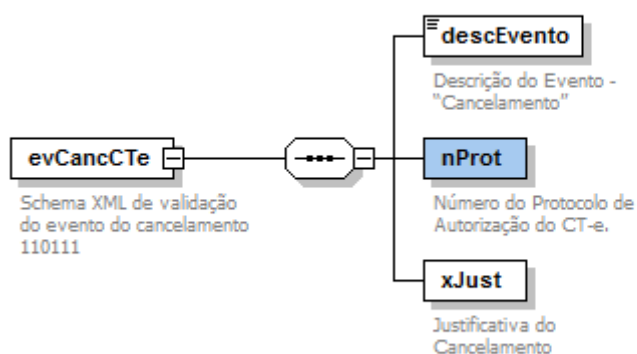 descEvento
Descrição do Evento -
“Cancelamento”
evCancCTe
Schema XML de validação
do evento do cancelamento
110111
nProt
Número do Protocolo de
Autorização do CT-e.
xJust
Justificativa do
Cancelamento